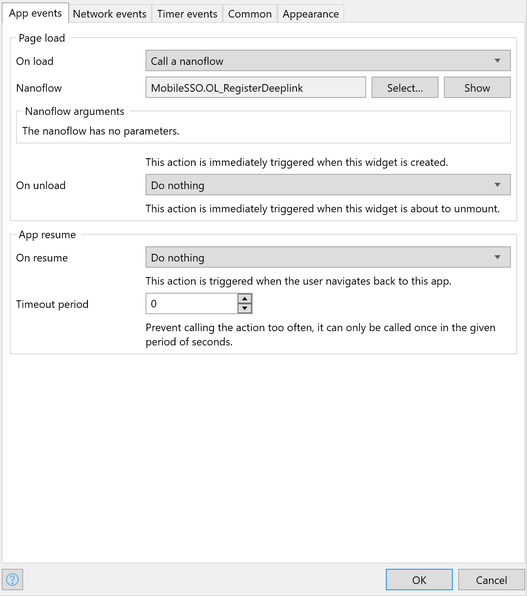 App events Network events Timer events Common Appearance
Page load
On load Call a nanoflow
Nanoflow MobileSSO.OL_RegisterDeeplink Select... Show
Nanoflow arguments
The nanoflow has no parameters.
This action is immediately triggered when this widget is created.
On unload Do nothing
This action is immediately triggered when this widget is about to unmount.
App resume
On resume Do nothing
This action is triggered when the user navigates back to this app.
Timeout period 0
Prevent calling the action too often, it can only be called once in the given
period of seconds.
? OK Cancel